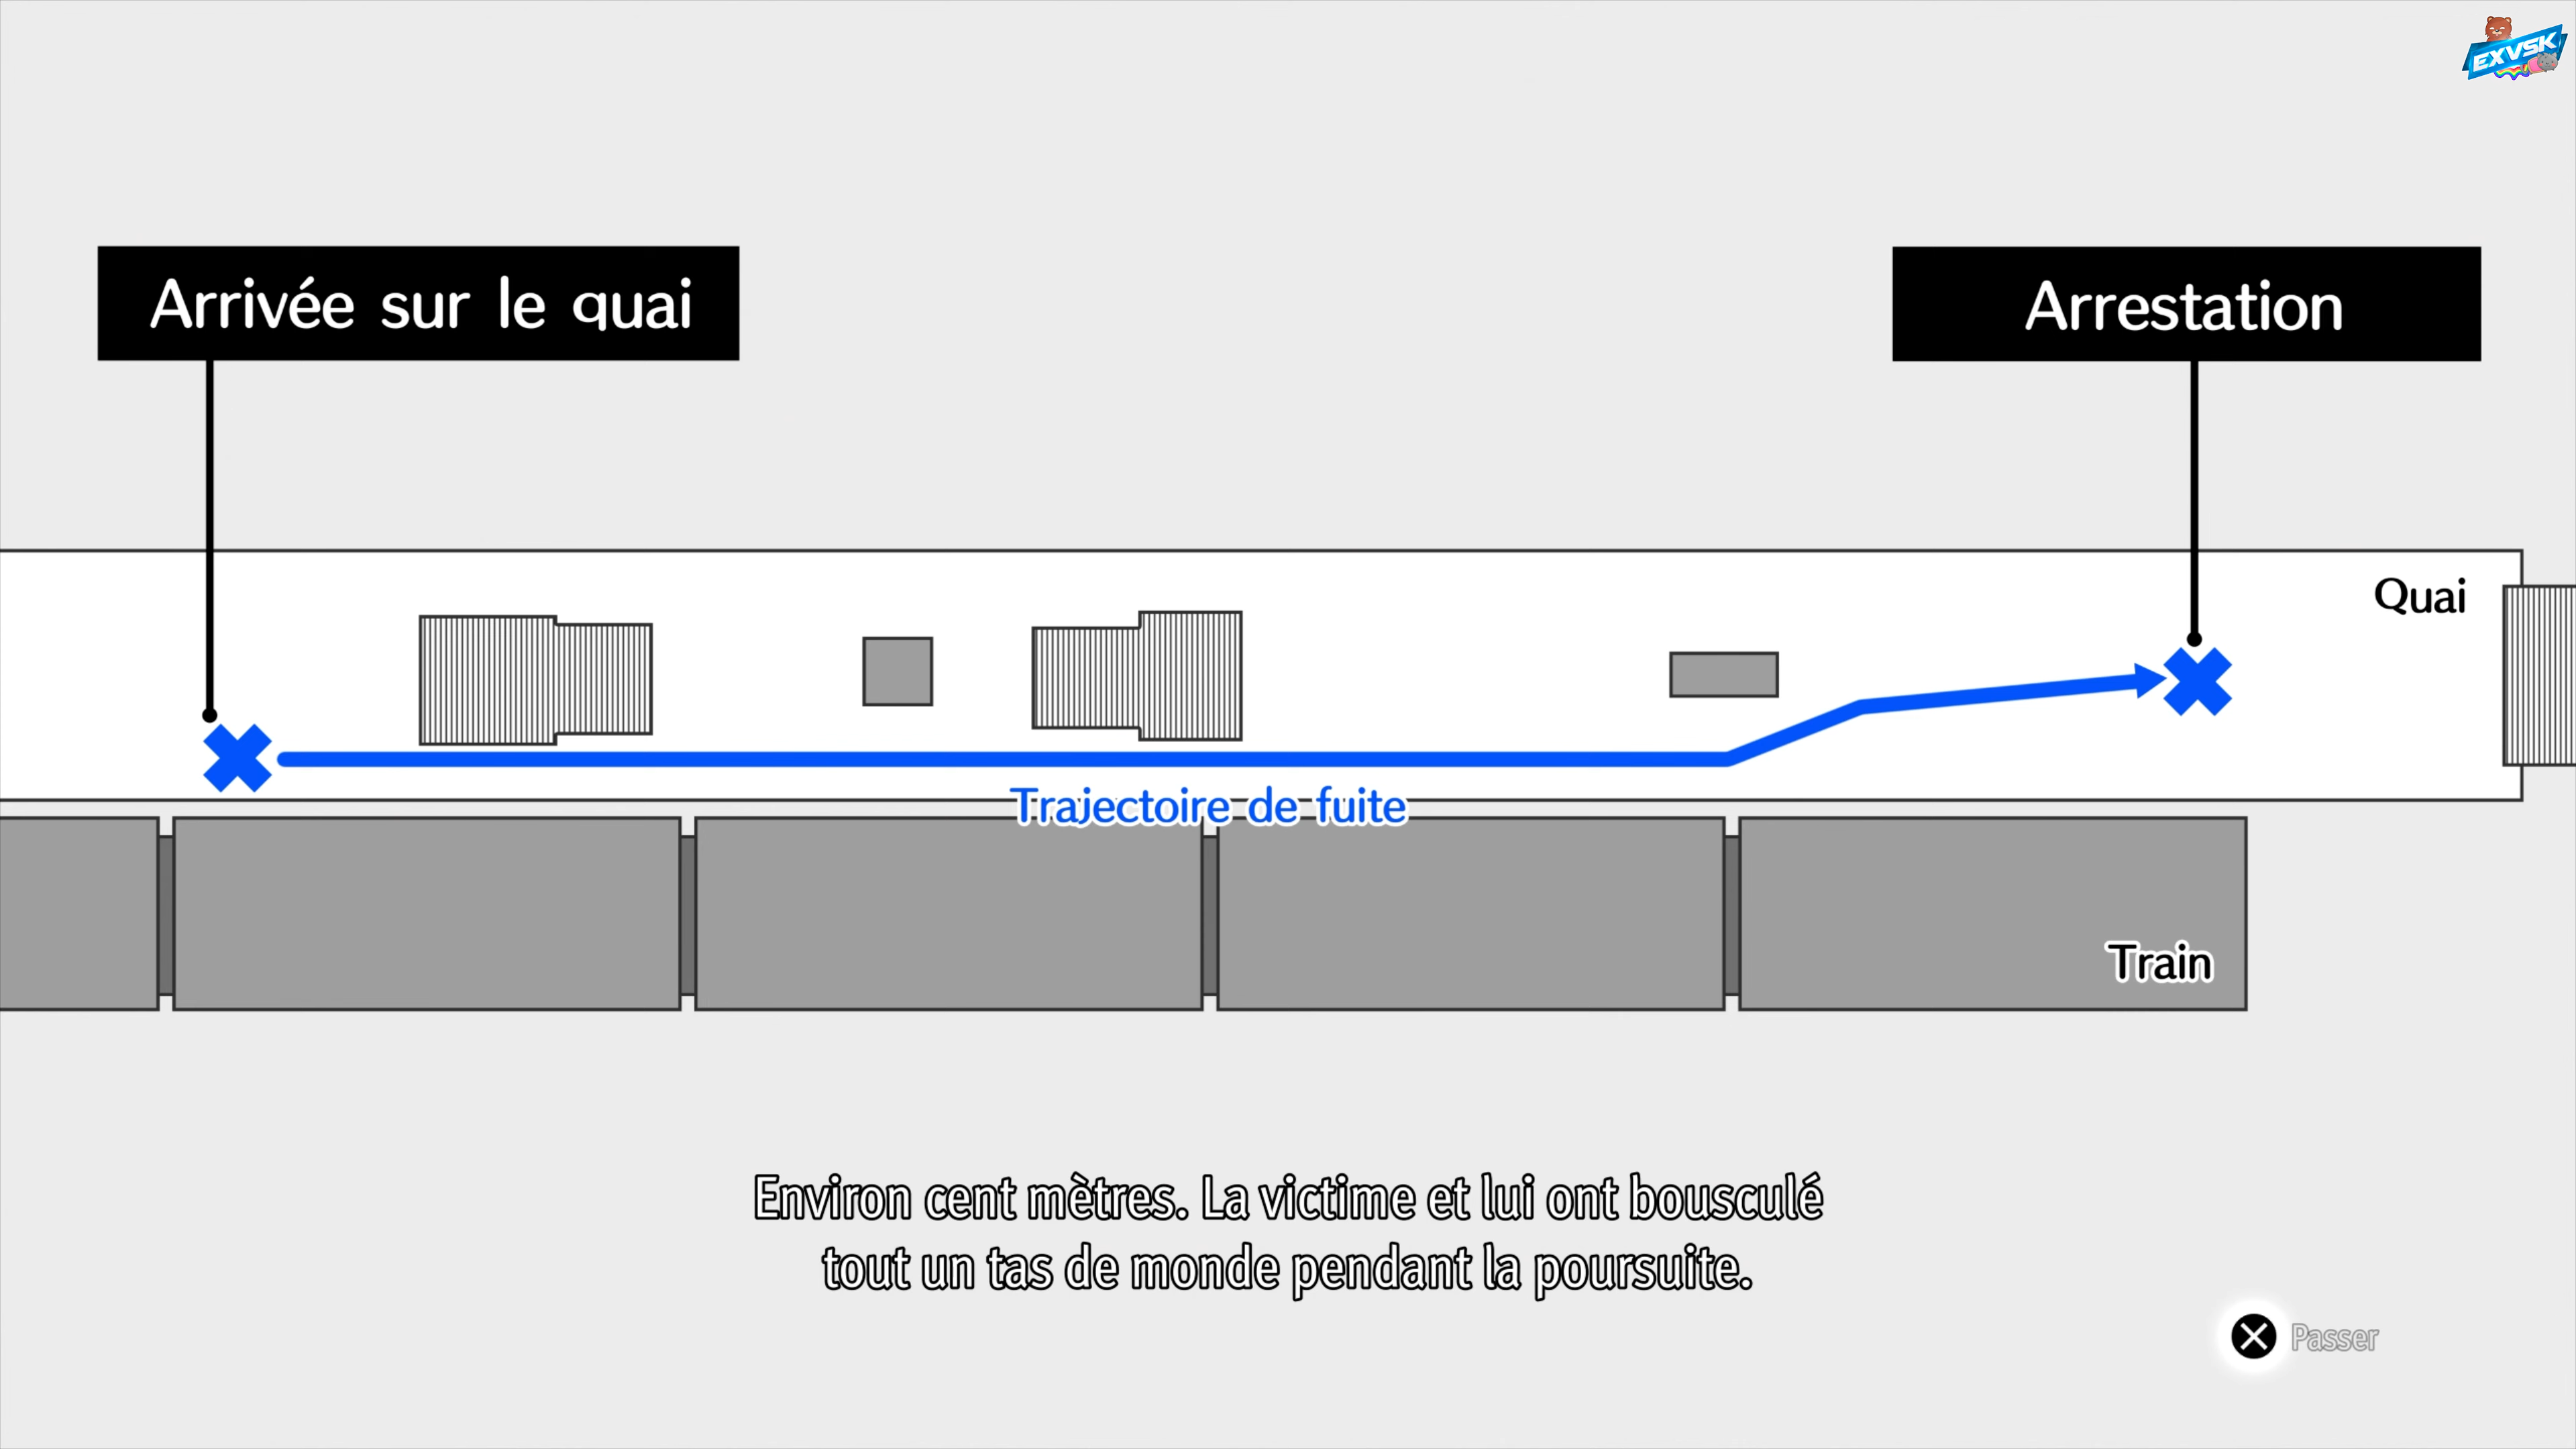 EXVSK
Arrivée sur le quai
Arrestation
Quai
Trajectoire de fuite
Train
Environ cent mètres. La victime et lui ont bousculé
tout un tas de monde pendant la poursuite.
Passer